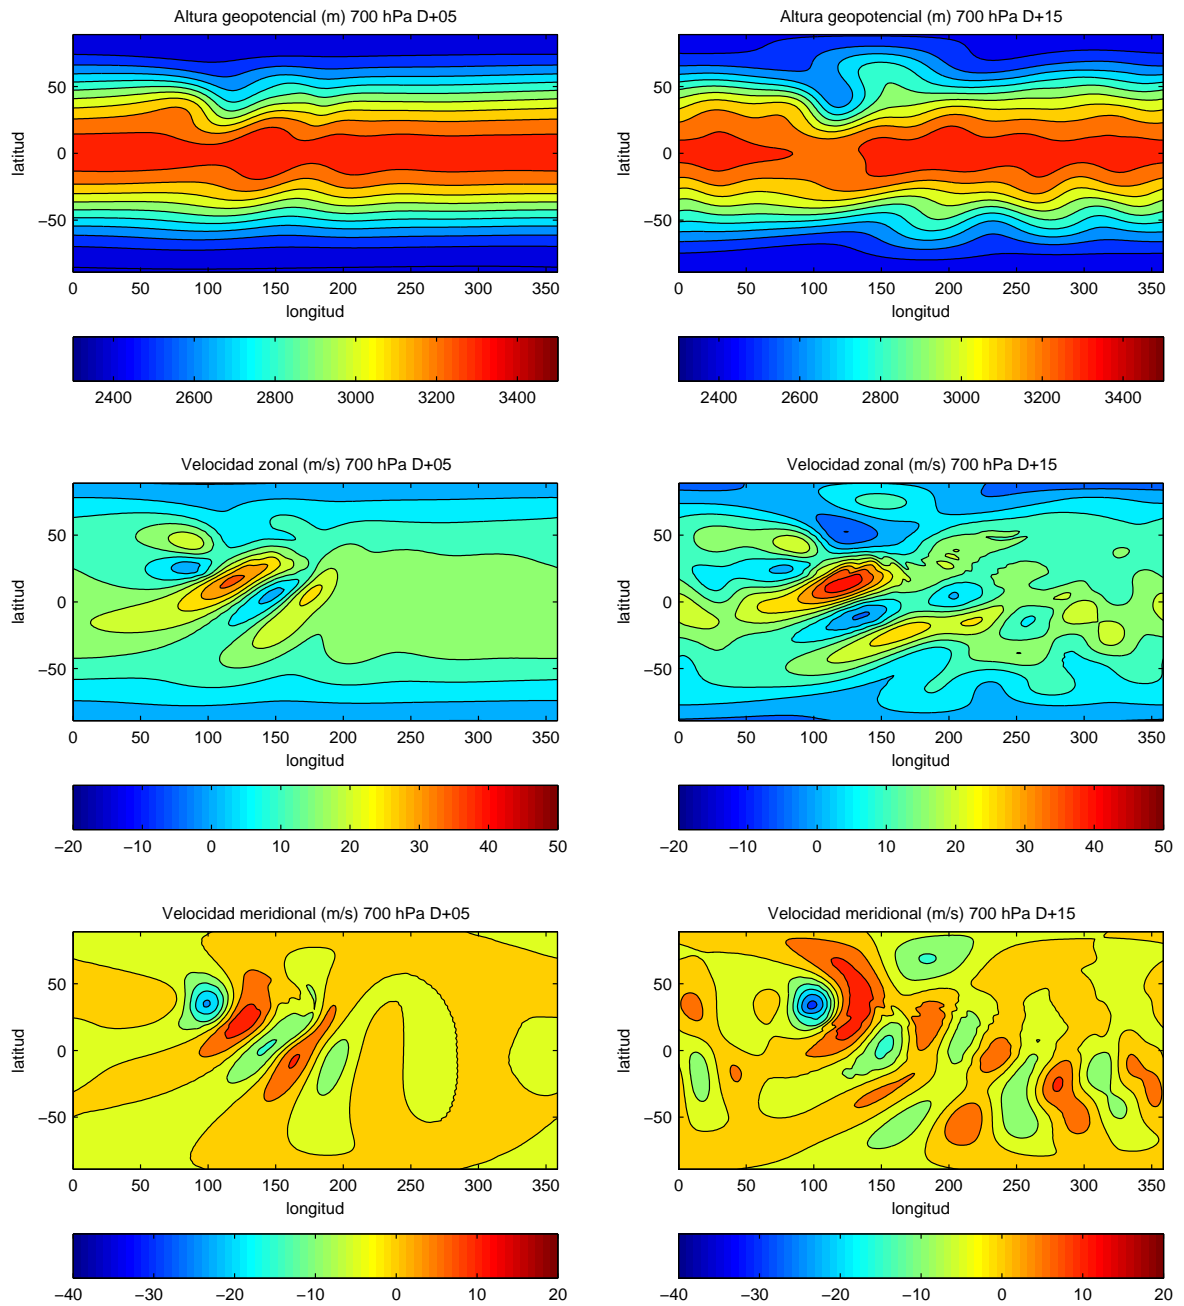 Altura geopotencial (m) 700 hPa D+05
Altura geopotencial (m) 700 hPa D+15
latitud
50
0
−50
0 50 100 150 200 250 300 350
longitud
2400 2600 2800 3000 3200 3400
latitud
50
0
−50
0 50 100 150 200 250 300 350
longitud
2400 2600 2800 3000 3200 3400
Velocidad zonal (m/s) 700 hPa D+05
Velocidad zonal (m/s) 700 hPa D+15
latitud
50
0
−50
0 50 100 150 200 250 300 350
longitud
−20 −10 0 10 20 30 40 50
latitud
50
0
−50
0 50 100 150 200 250 300 350
longitud
−20 −10 0 10 20 30 40 50
Velocidad meridional (m/s) 700 hPa D+05
Velocidad meridional (m/s) 700 hPa D+15
latitud
50
0
−50
0 50 100 150 200 250 300 350
longitud
−40 −30 −20 −10 0 10 20
latitud
50
0
−50
0 50 100 150 200 250 300 350
longitud
−40 −30 −20 −10 0 10 20